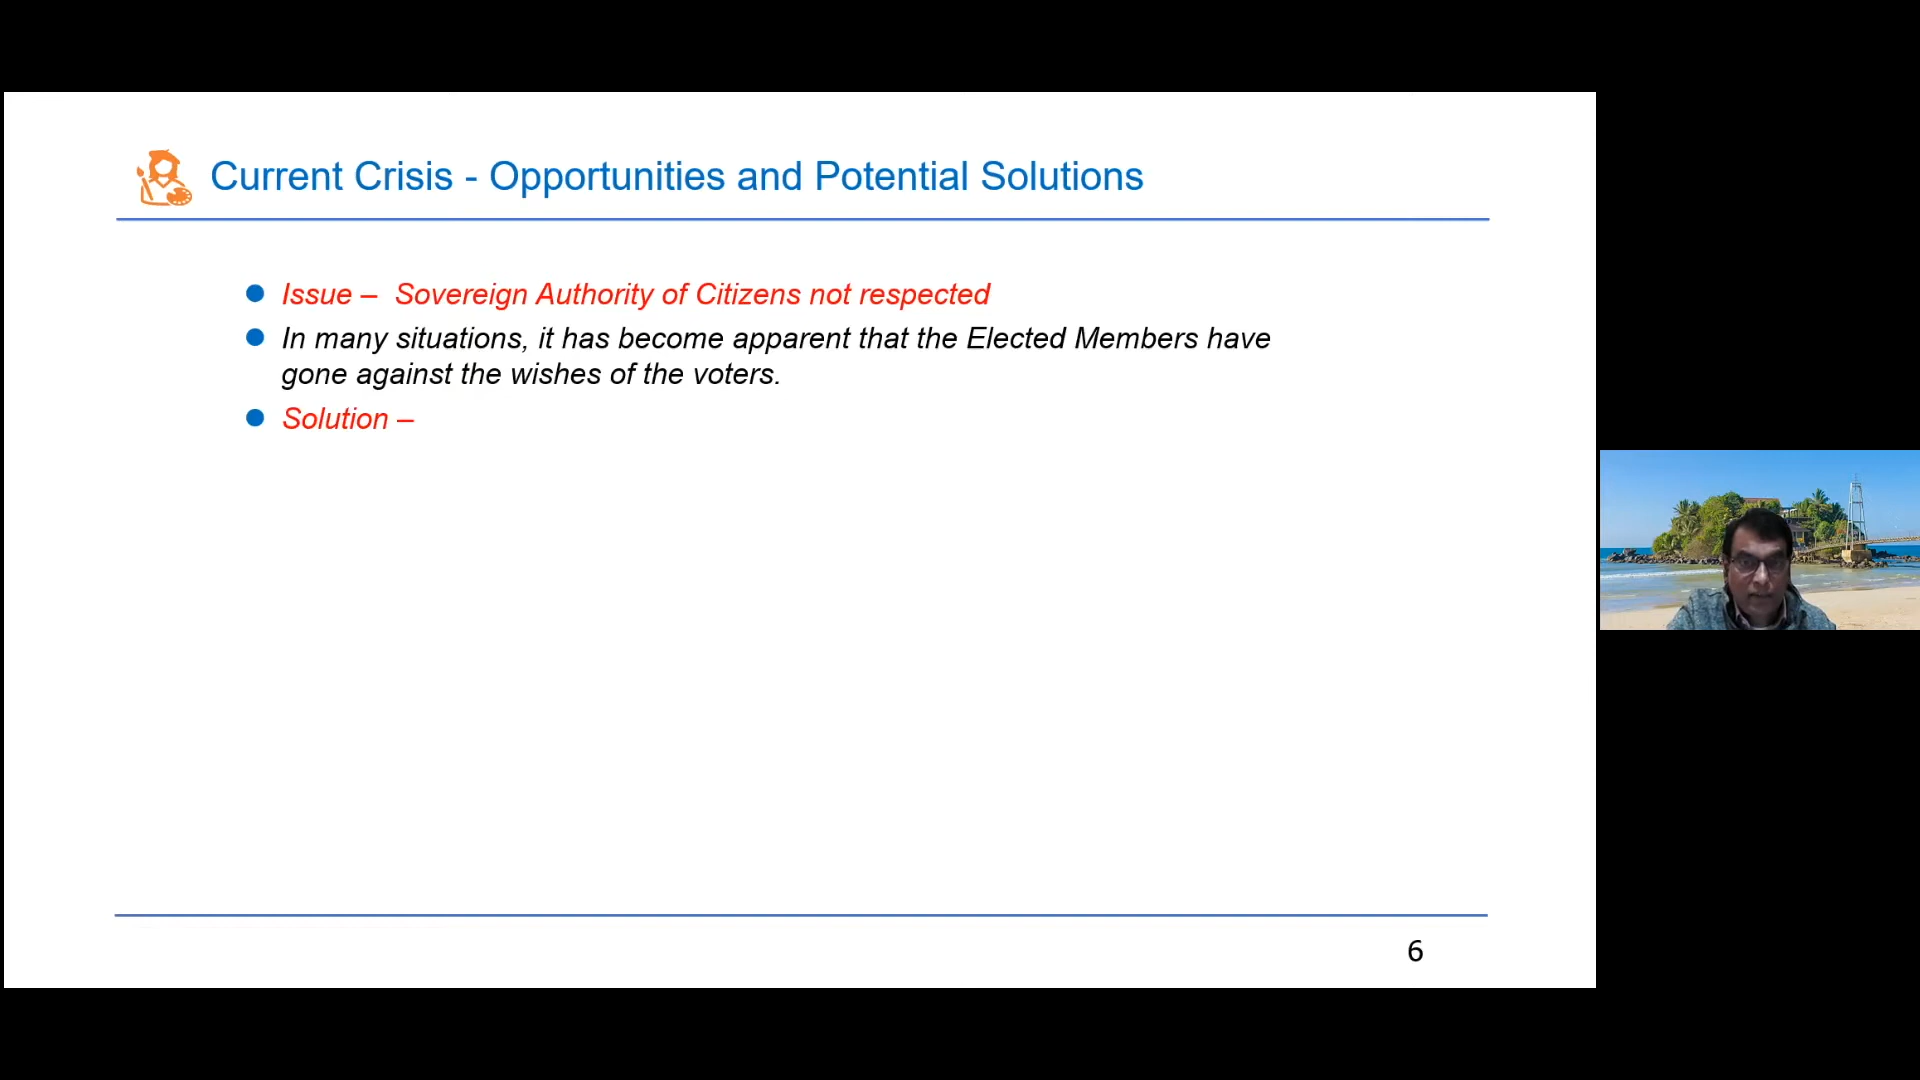 Current Crisis - Opportunities and Potential Solutions
Issue –  Sovereign Authority of Citizens not respected
In many situations, it has become apparent that the Elected Members have
gone against the wishes of the voters.
Solution –
6